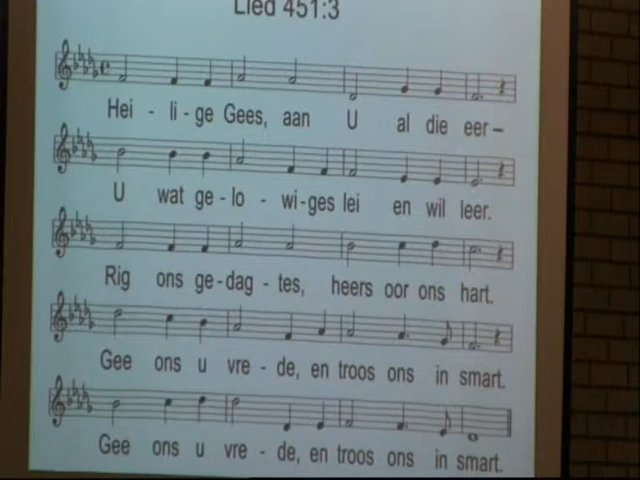 Lied 451:3
Hei - li - ge Gees, aan U al die eer –
U wat ge - lo - wi - ges lei en wil leer.
Rig ons ge - dag - tes, heers oor ons hart.
Gee ons u vre - de, en troos ons in smart.
Gee ons u vre - de, en troos ons in smart.